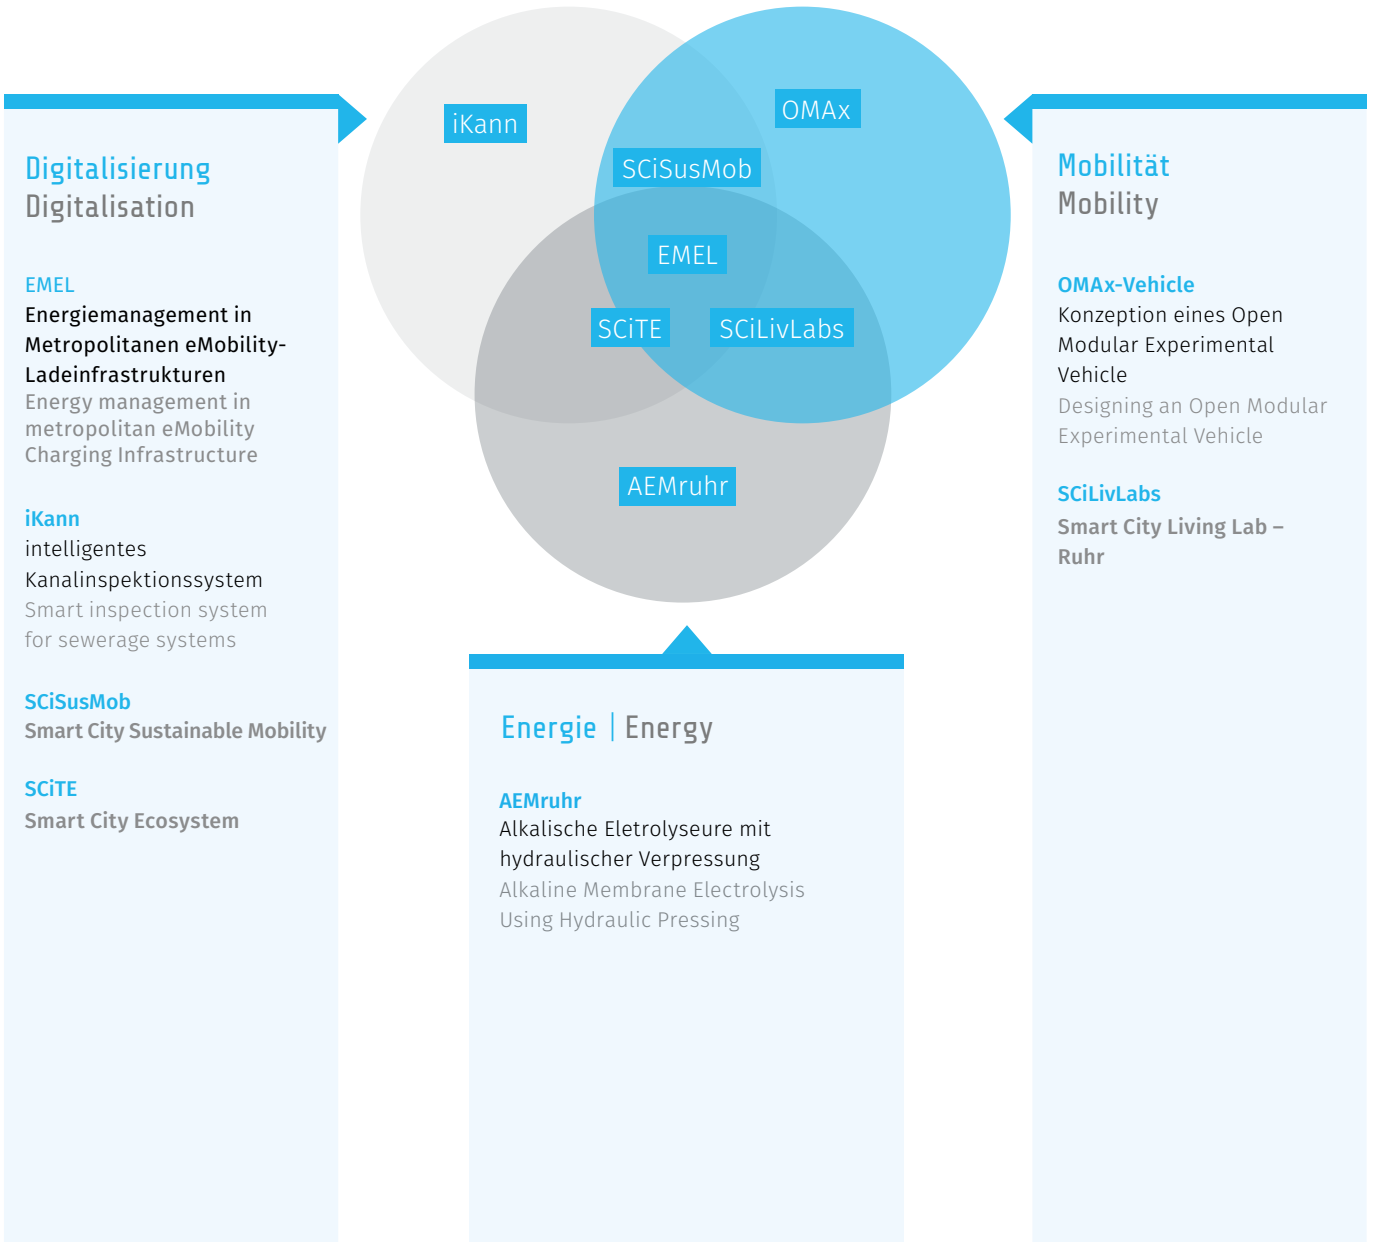 iKann
OMAx
SCiSusMob
EMEL
SCiTE
SCiLivLabs
AEMruhr
Digitalisierung
Digitalisation
EMEL
Energiemanagement in
Metropolitanen eMobility-
Ladeinfrastrukturen
Energy management in
metropolitan eMobility
Charging Infrastructure
iKann
intelligentes
Kanalinspektionssystem
Smart inspection system
for sewerage systems
SCiSusMob
Smart City Sustainable Mobility
SCiTE
Smart City Ecosystem
Energie | Energy
AEMruhr
Alkalische Eletrolyseure mit
hydraulischer Verpressung
Alkaline Membrane Electrolysis
Using Hydraulic Pressing
Mobilität
Mobility
OMAx-Vehicle
Konzeption eines Open
Modular Experimental
Vehicle
Designing an Open Modular
Experimental Vehicle
SCiLivLabs
Smart City Living Lab –
Ruhr